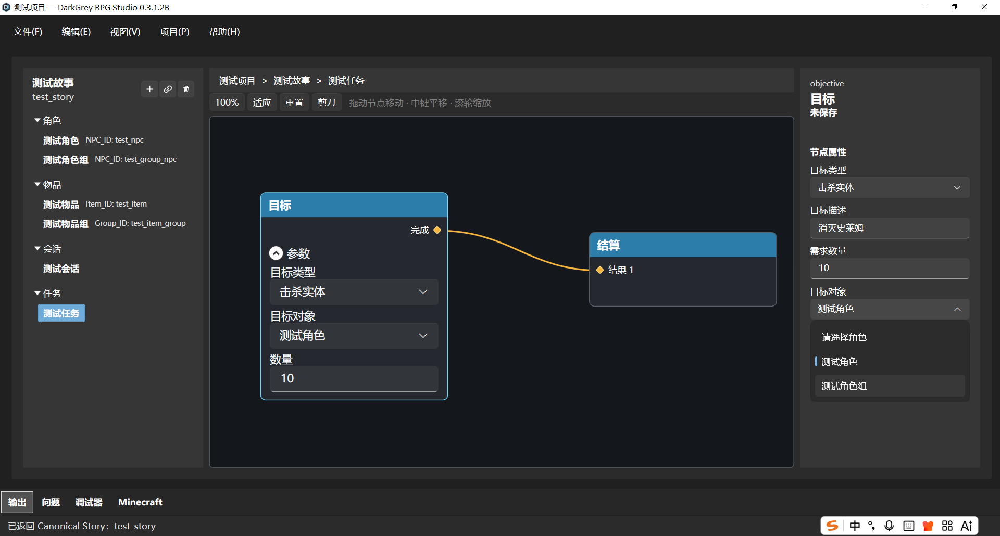 测试项目 — DarkGrey RPG Studio 0.3.1.2B
文件(F) 编辑(E) 视图(V) 项目(P) 帮助(H)
测试故事
test_story
角色
测试角色 NPC_ID: test_npc
测试角色组 NPC_ID: test_group_npc
物品
测试物品 Item_ID: test_item
测试物品组 Group_ID: test_item_group
会话
测试会话
任务
测试任务
测试项目 > 测试故事 > 测试任务
100% 适应 重置 剪刀 拖动节点移动 · 中键平移 · 滚轮缩放
目标
完成
参数
目标类型
击杀实体
目标对象
测试角色
数量
10
结算
结果 1
objective
目标
未保存
节点属性
目标类型
击杀实体
目标描述
消灭史莱姆
需求数量
10
目标对象
测试角色
请选择角色
测试角色
测试角色组
输出 问题 调试器 Minecraft
已返回 Canonical Story: test_story
中